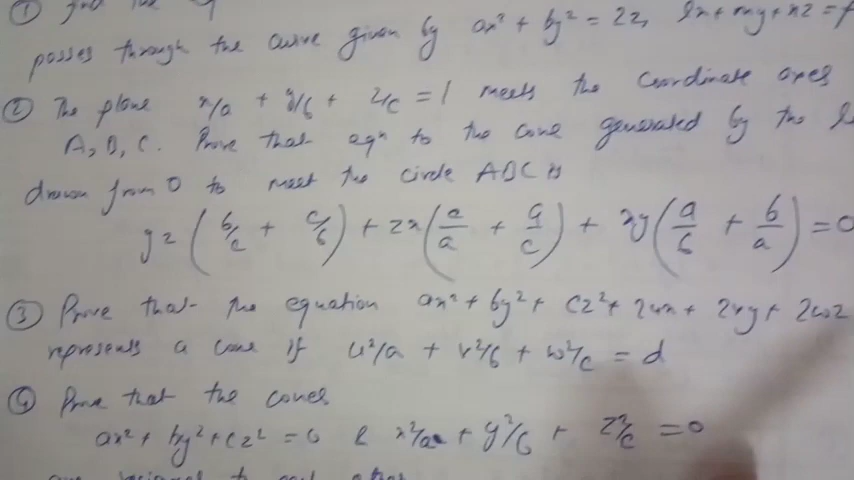 ① find the
passes through the curve given by ax² + by² = 2z, lx + my + nz = p
② The plane x/a + y/b + z/c = 1 meets the coordinate axes
A, B, C. Prove that eqⁿ to the cone generated by the
drawn from O to meet the circle ABC is
yz(b/c + c/b) + zx(c/a + a/c) + xy(a/b + b/a) = 0
③ Prove that the equation ax² + by² + cz² + 2ux + 2vy + 2wz
represents a cone if u²/a + v²/b + w²/c = d
④ Prove that the cones
ax² + by² + cz² = 0 & x²/a + y²/b + z²/c = 0